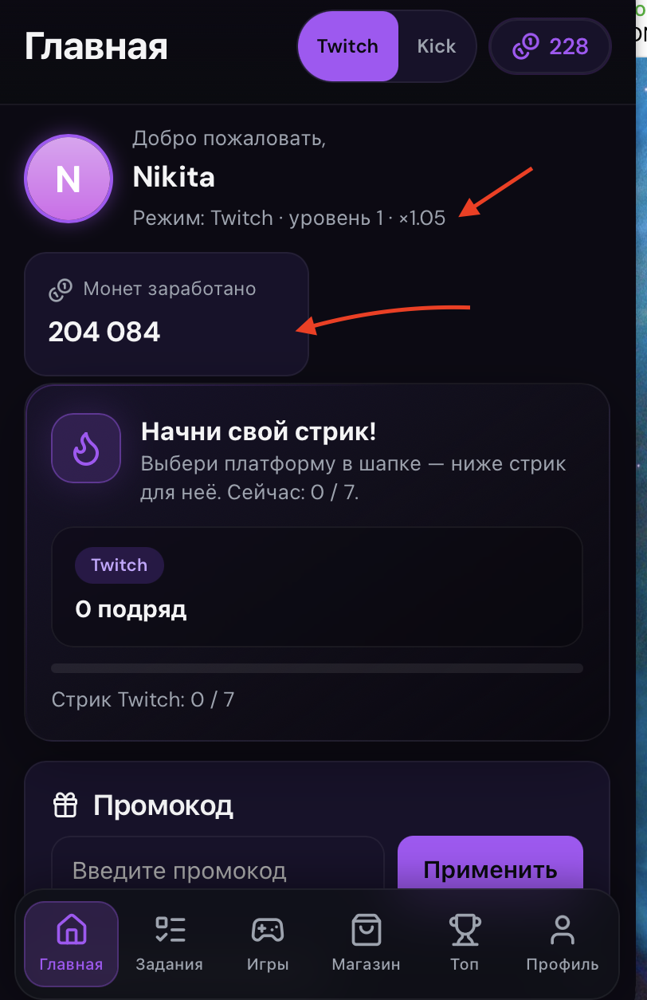 Главная
Twitch
Kick
228
Добро пожаловать,
N
Nikita
Режим: Twitch · уровень 1 · ×1.05
Монет заработано
204 084
Начни свой стрик!
Выбери платформу в шапке — ниже стрик
для неё. Сейчас: 0 / 7.
Twitch
0 подряд
Стрик Twitch: 0 / 7
Промокод
Введите промокод
Применить
Главная
Задания
Игры
Магазин
Топ
Профиль